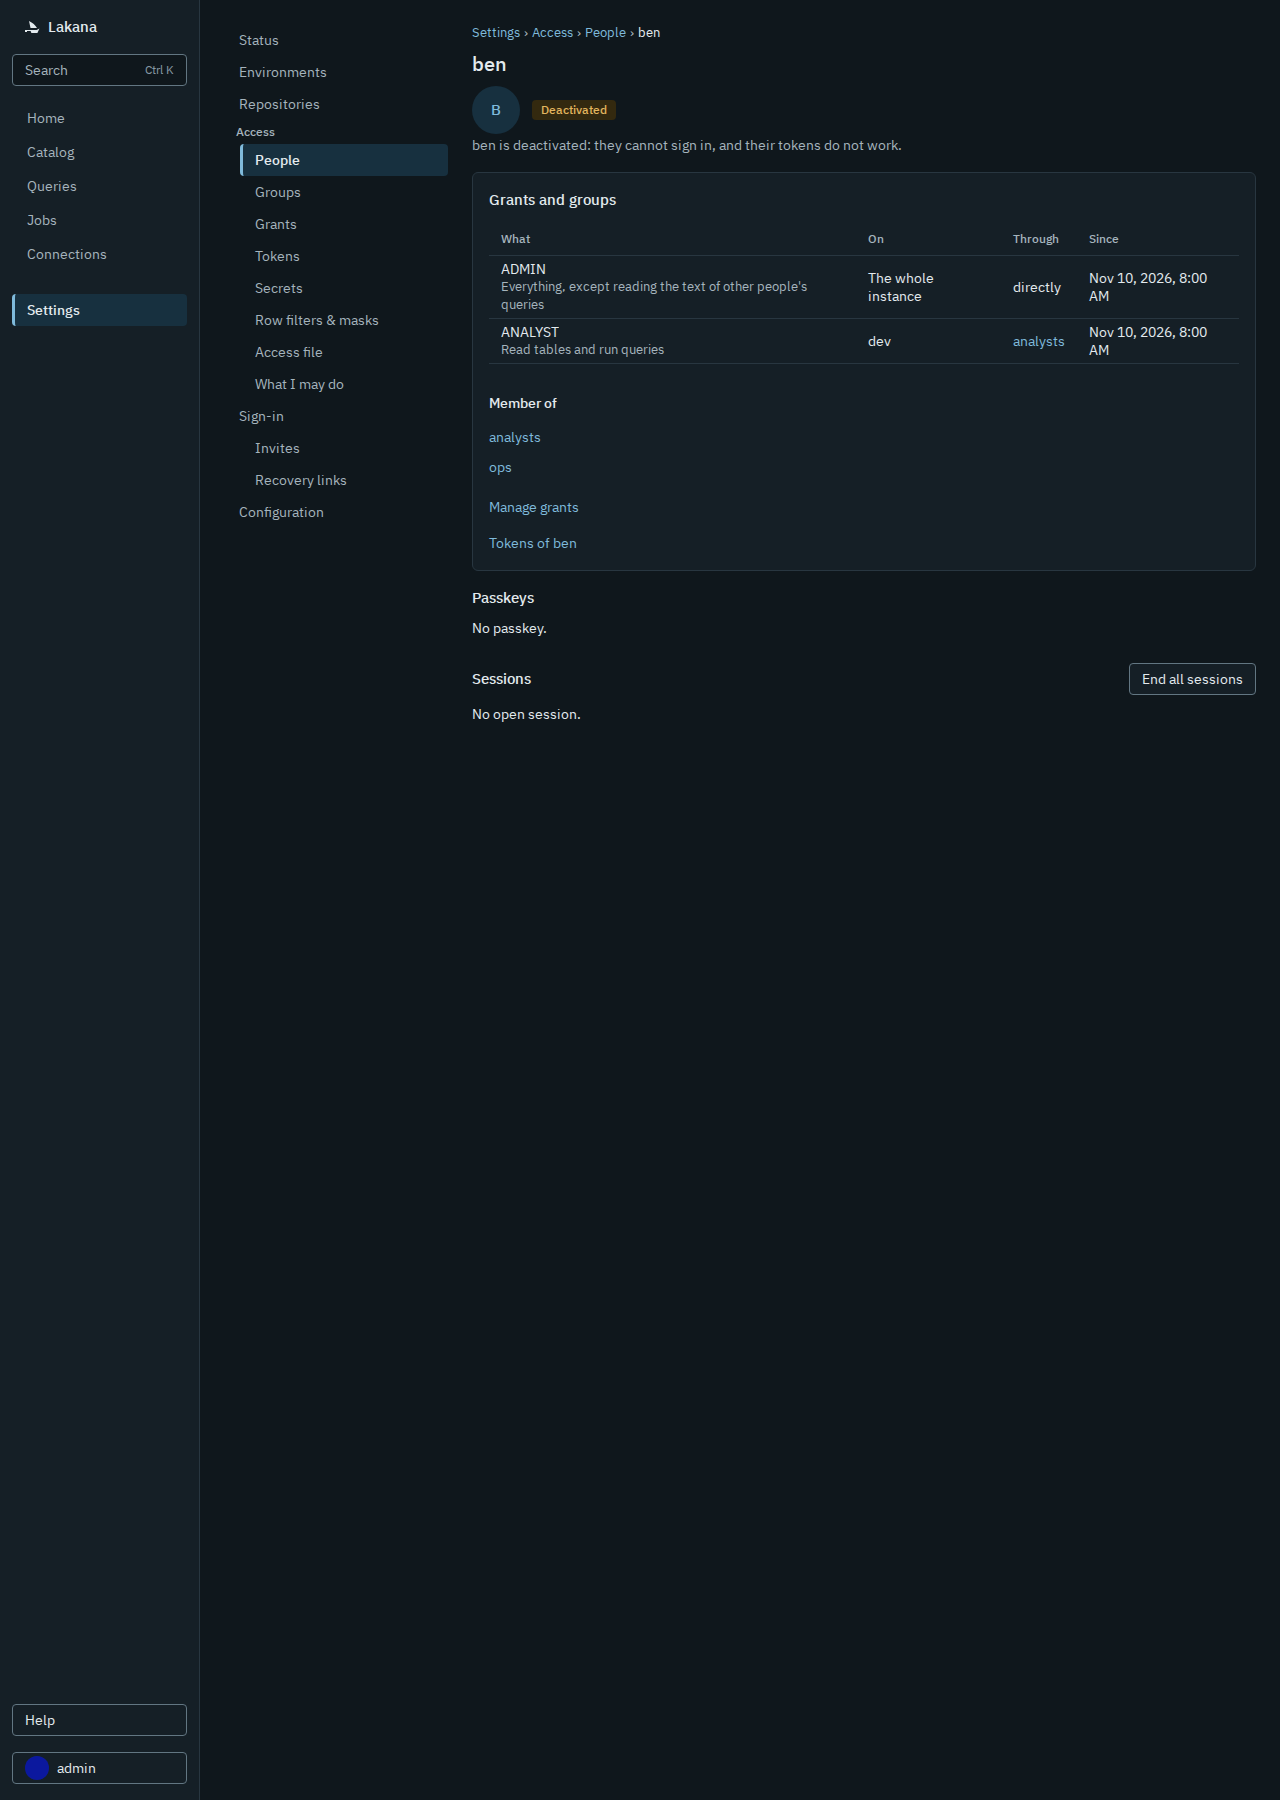 Lakana
Search Ctrl K
Home
Catalog
Queries
Jobs
Connections
Settings
Help
admin
Status
Environments
Repositories
Access
People
Groups
Grants
Tokens
Secrets
Row filters & masks
Access file
What I may do
Sign-in
Invites
Recovery links
Configuration
Settings › Access › People › ben
ben
B Deactivated
ben is deactivated: they cannot sign in, and their tokens do not work.
Grants and groups
What On Through Since
ADMIN
Everything, except reading the text of other people's
queries
The whole
instance
directly
Nov 10, 2026, 8:00
AM
ANALYST
Read tables and run queries
dev
analysts
Nov 10, 2026, 8:00
AM
Member of
analysts
ops
Manage grants
Tokens of ben
Passkeys
No passkey.
Sessions End all sessions
No open session.